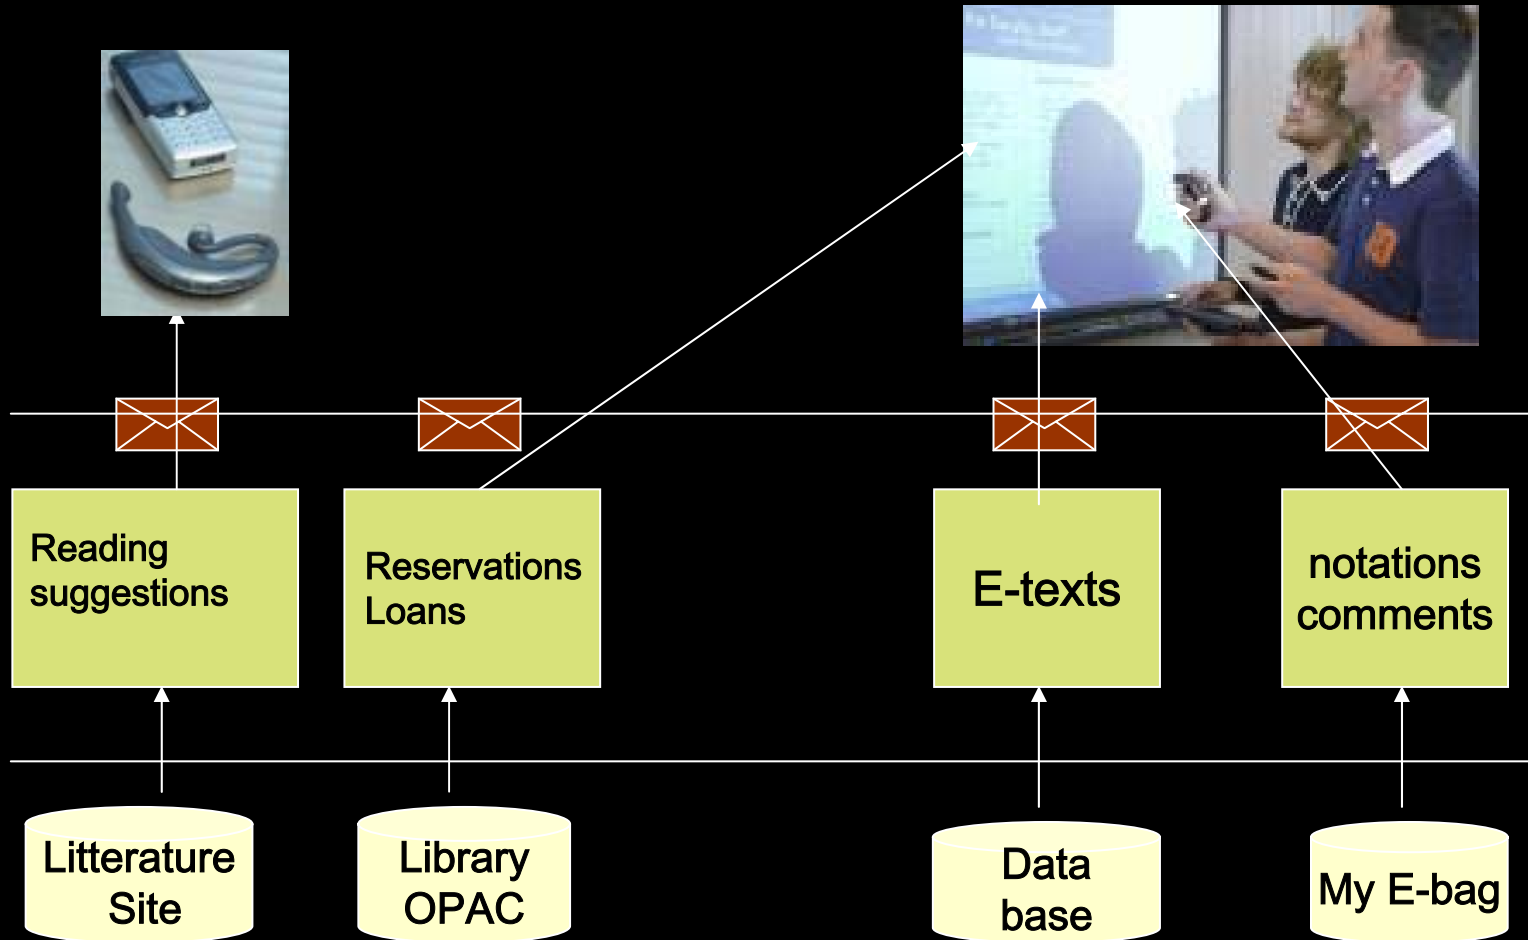 Reading
suggestions
Reservations
Loans
E-texts
notations
comments
Litterature
Site
Library
OPAC
Data
base
My E-bag